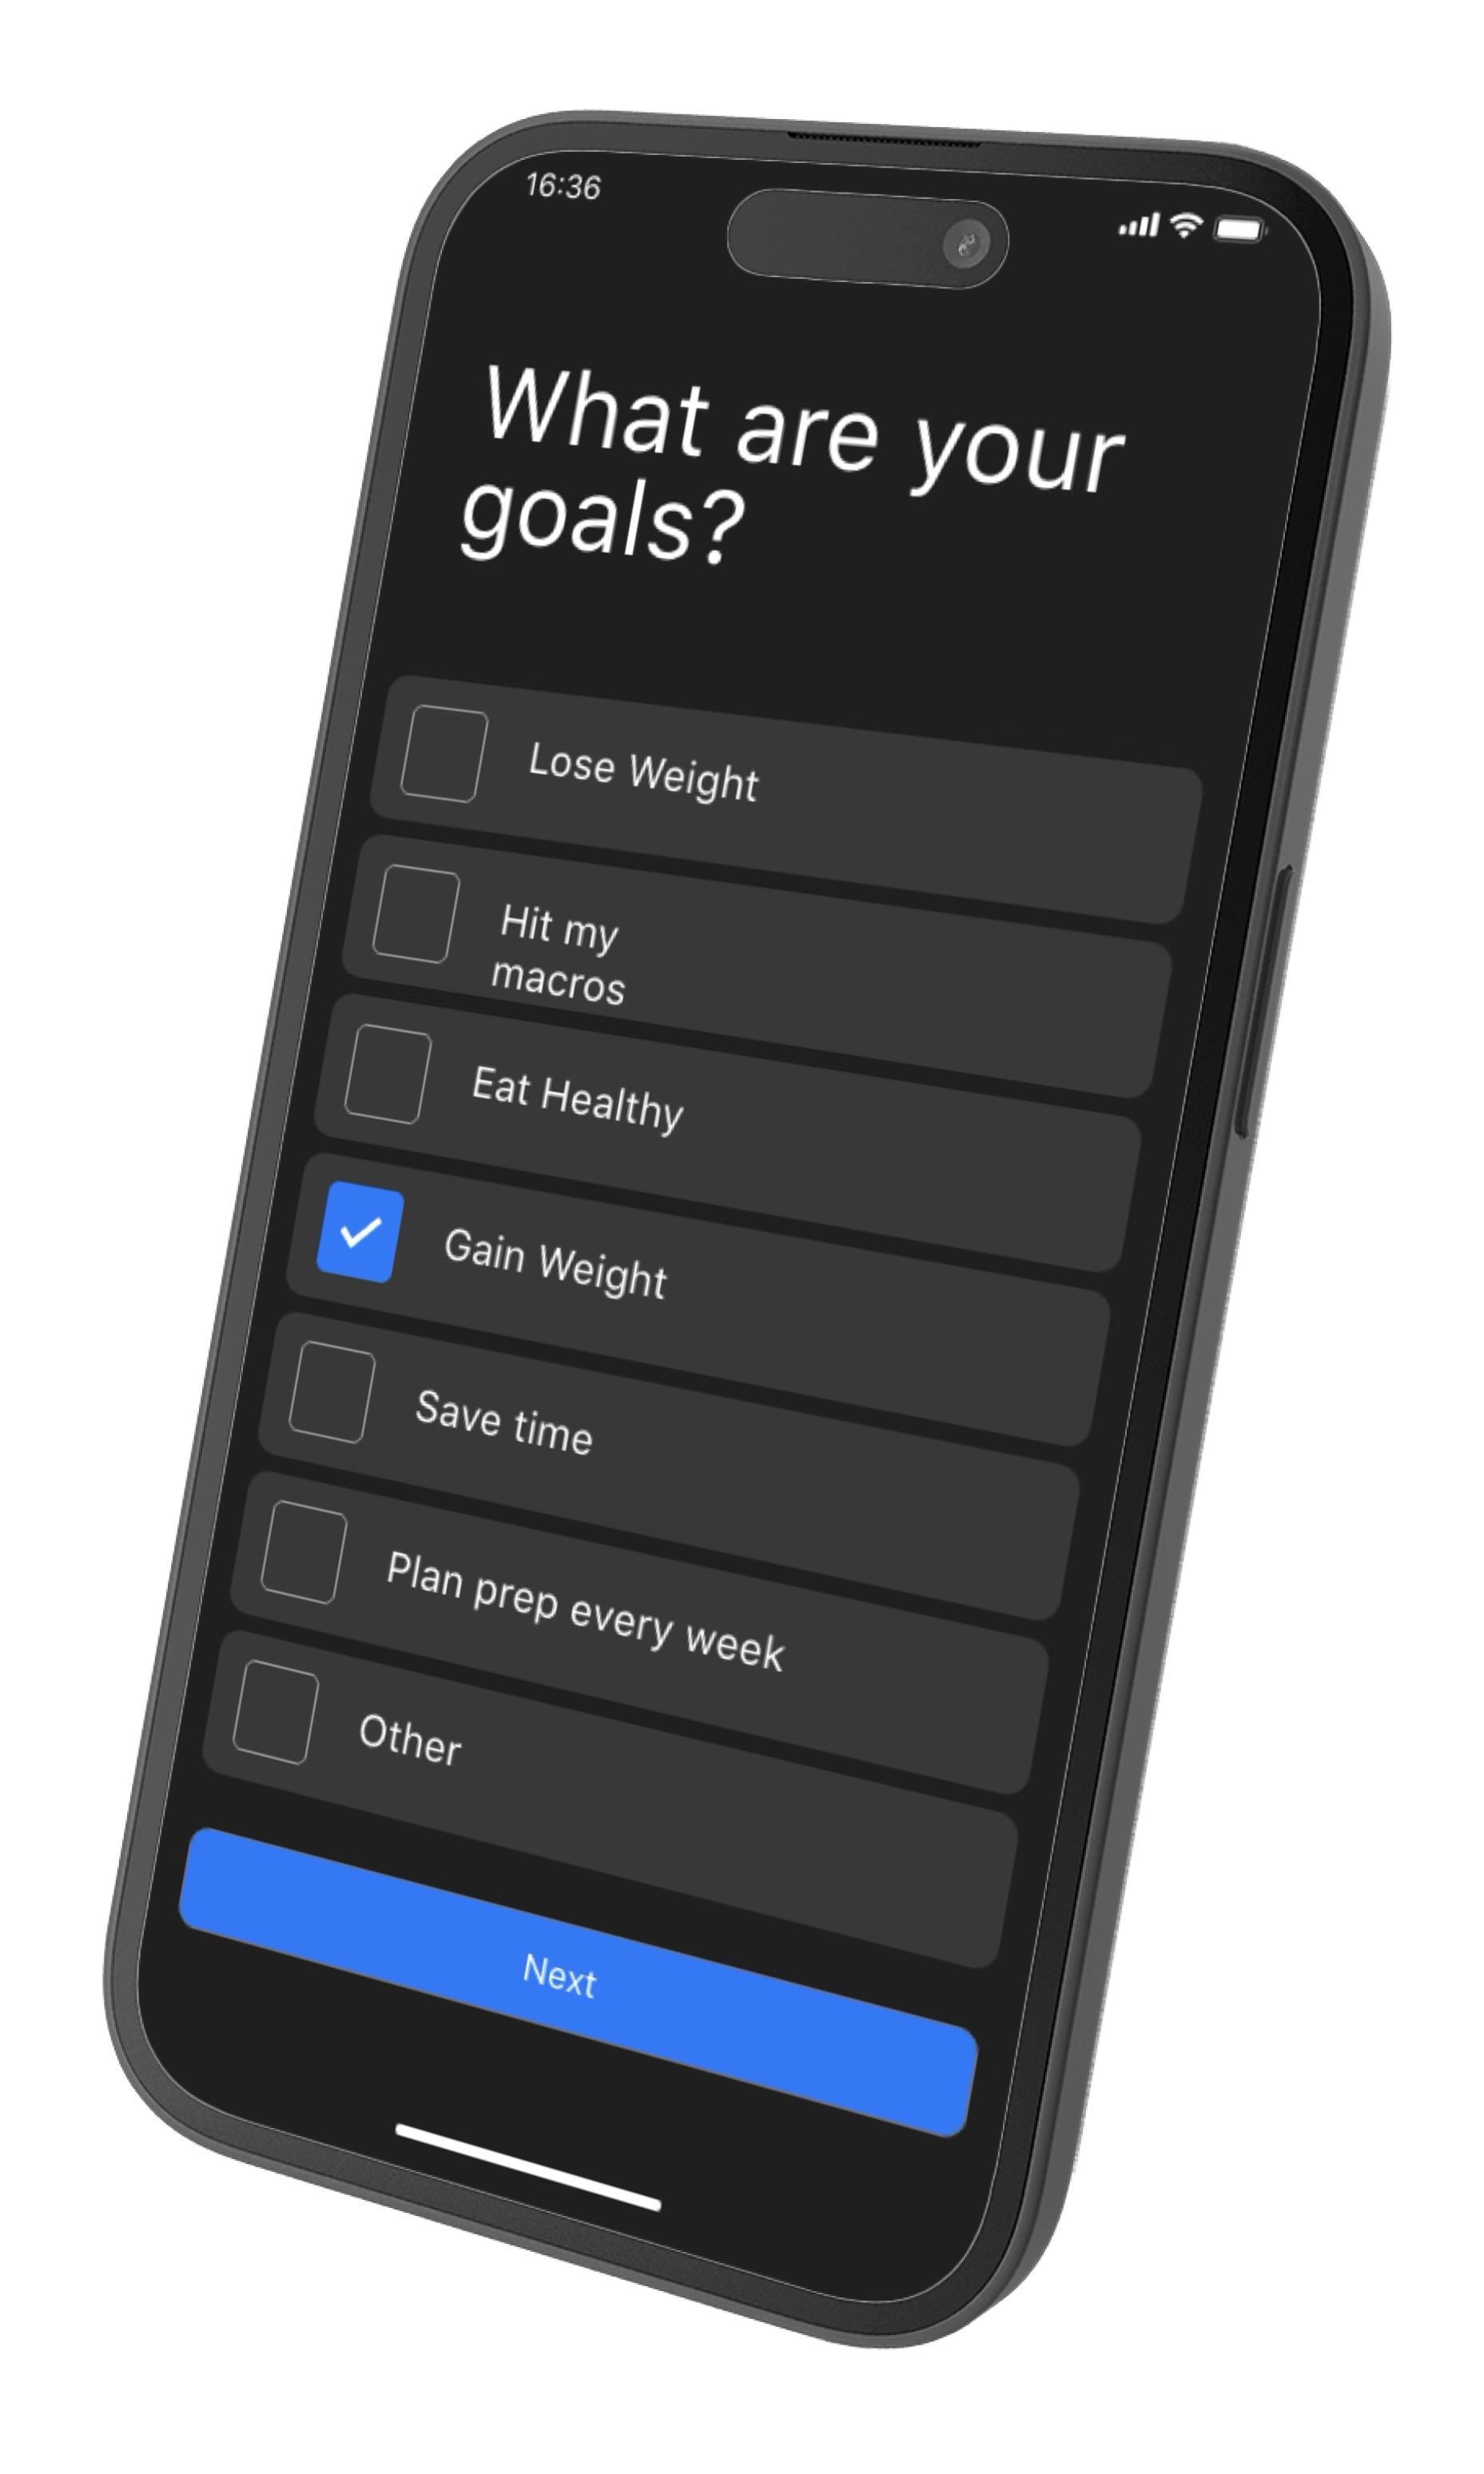 16:36
What are your
goals?
Lose Weight
Hit my
macros
Eat Healthy
Gain Weight
Save time
Plan prep every week
Other
Next